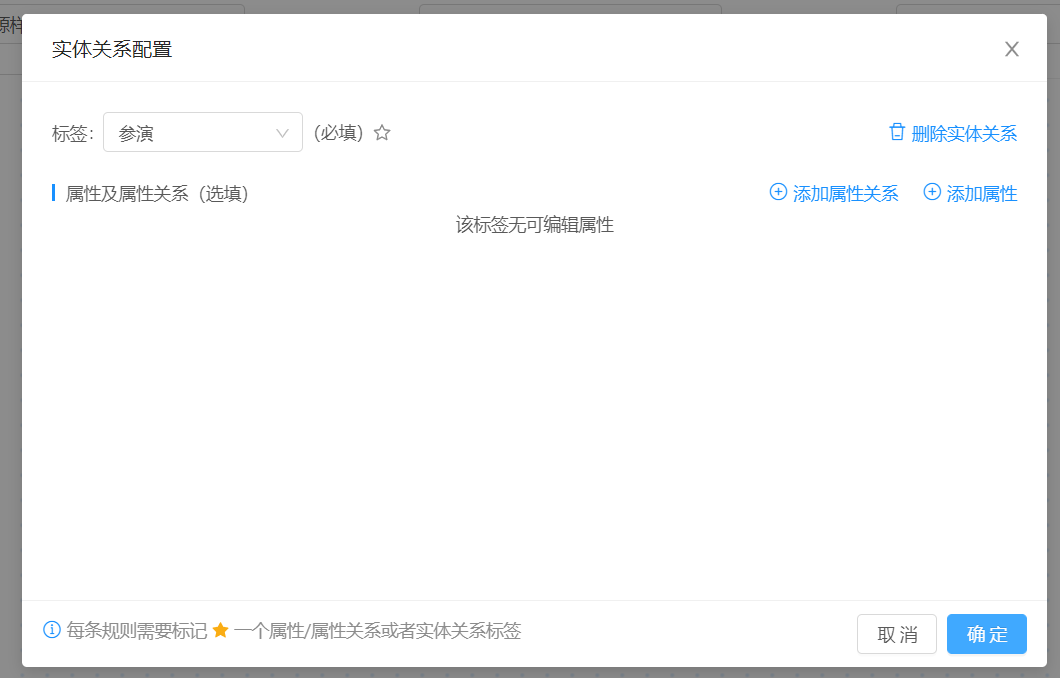 原样
实体关系配置
标签: 参演 (必填) 删除实体关系
属性及属性关系 (选填) 添加属性关系 添加属性
该标签无可编辑属性
每条规则需要标记 一个属性/属性关系或者实体关系标签 取消 确定